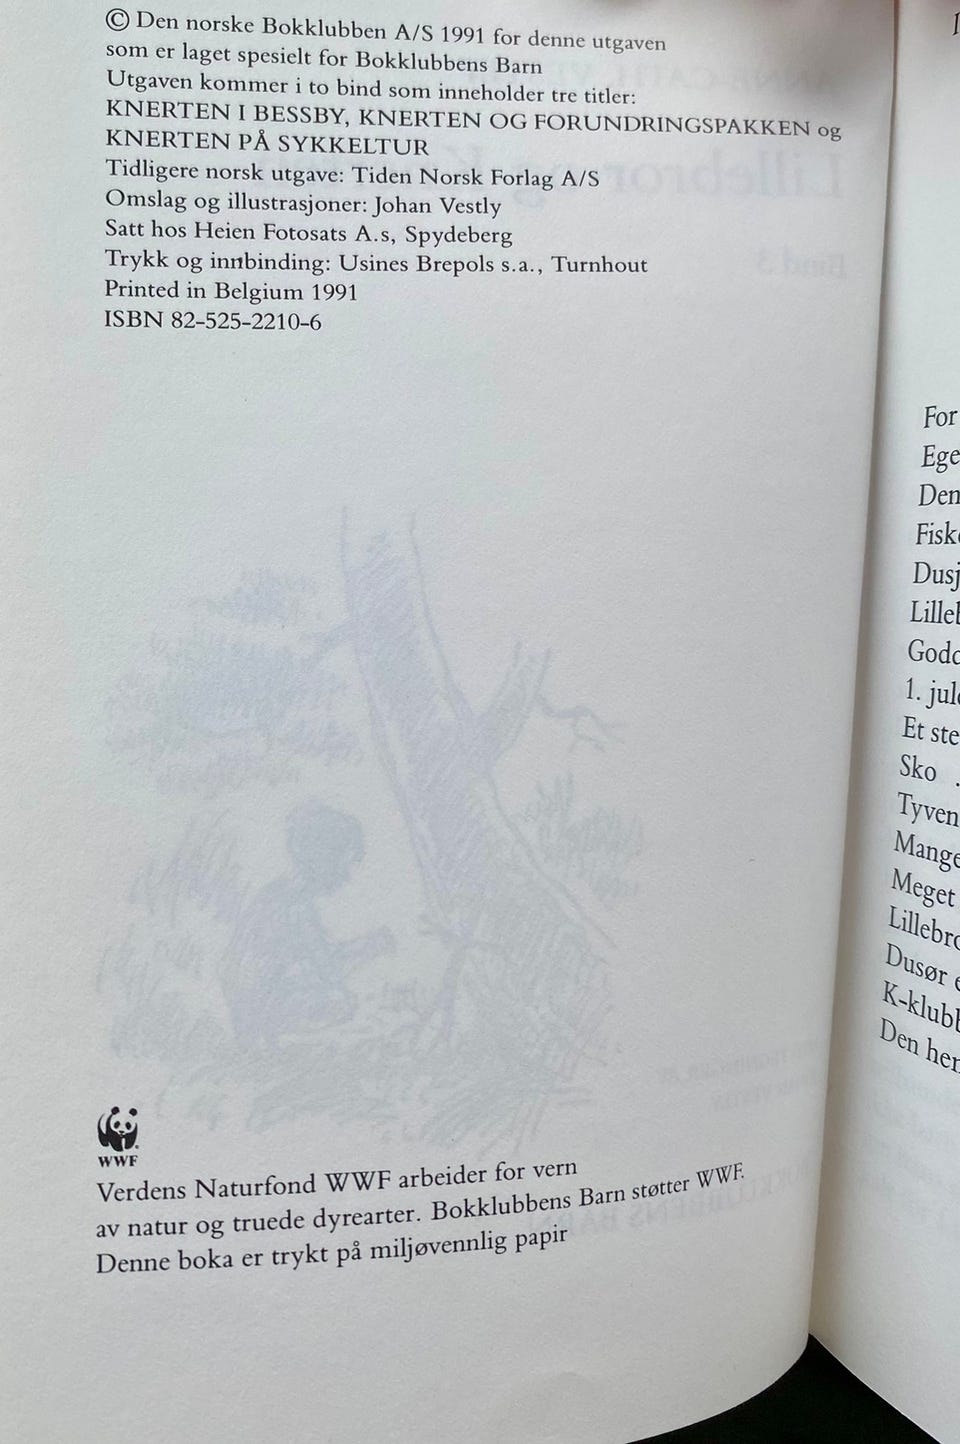 © Den norske Bokklubben A/S 1991 for denne utgaven
som er laget spesielt for Bokklubbens Barn
Utgaven kommer i to bind som inneholder tre titler:
KNERTEN I BESSBY, KNERTEN OG FORUNDRINGSPAKKEN og
KNERTEN PÅ SYKKELTUR
Tidligere norsk utgave: Tiden Norsk Forlag A/S
Omslag og illustrasjoner: Johan Vestly
Satt hos Heien Fotosats A.s, Spydeberg
Trykk og innbinding: Usines Brepols s.a., Turnhout
Printed in Belgium 1991
ISBN 82-525-2210-6
WWF
Verdens Naturfond WWF arbeider for vern
av natur og truede dyrearter. Bokklubbens Barn støtter WWF.
Denne boka er trykt på miljøvennlig papir
For
Ege
Den
Fisk
Dusj
Lille
Godd
1. jul
Et ste
Sko .
Tyven
Mange
Meget
Lillebro
Dusør
K-klubb
Den her